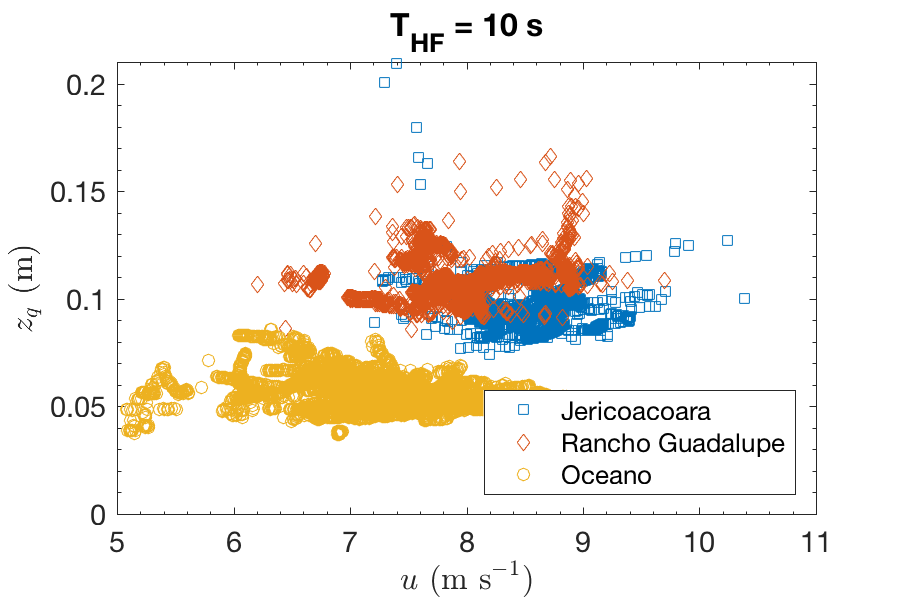 T_HF = 10 s
0.2
0.15
0.1
0.05
0
z_q (m)
5 6 7 8 9 10 11
u (m s^−1)
Jericoacoara
Rancho Guadalupe
Oceano